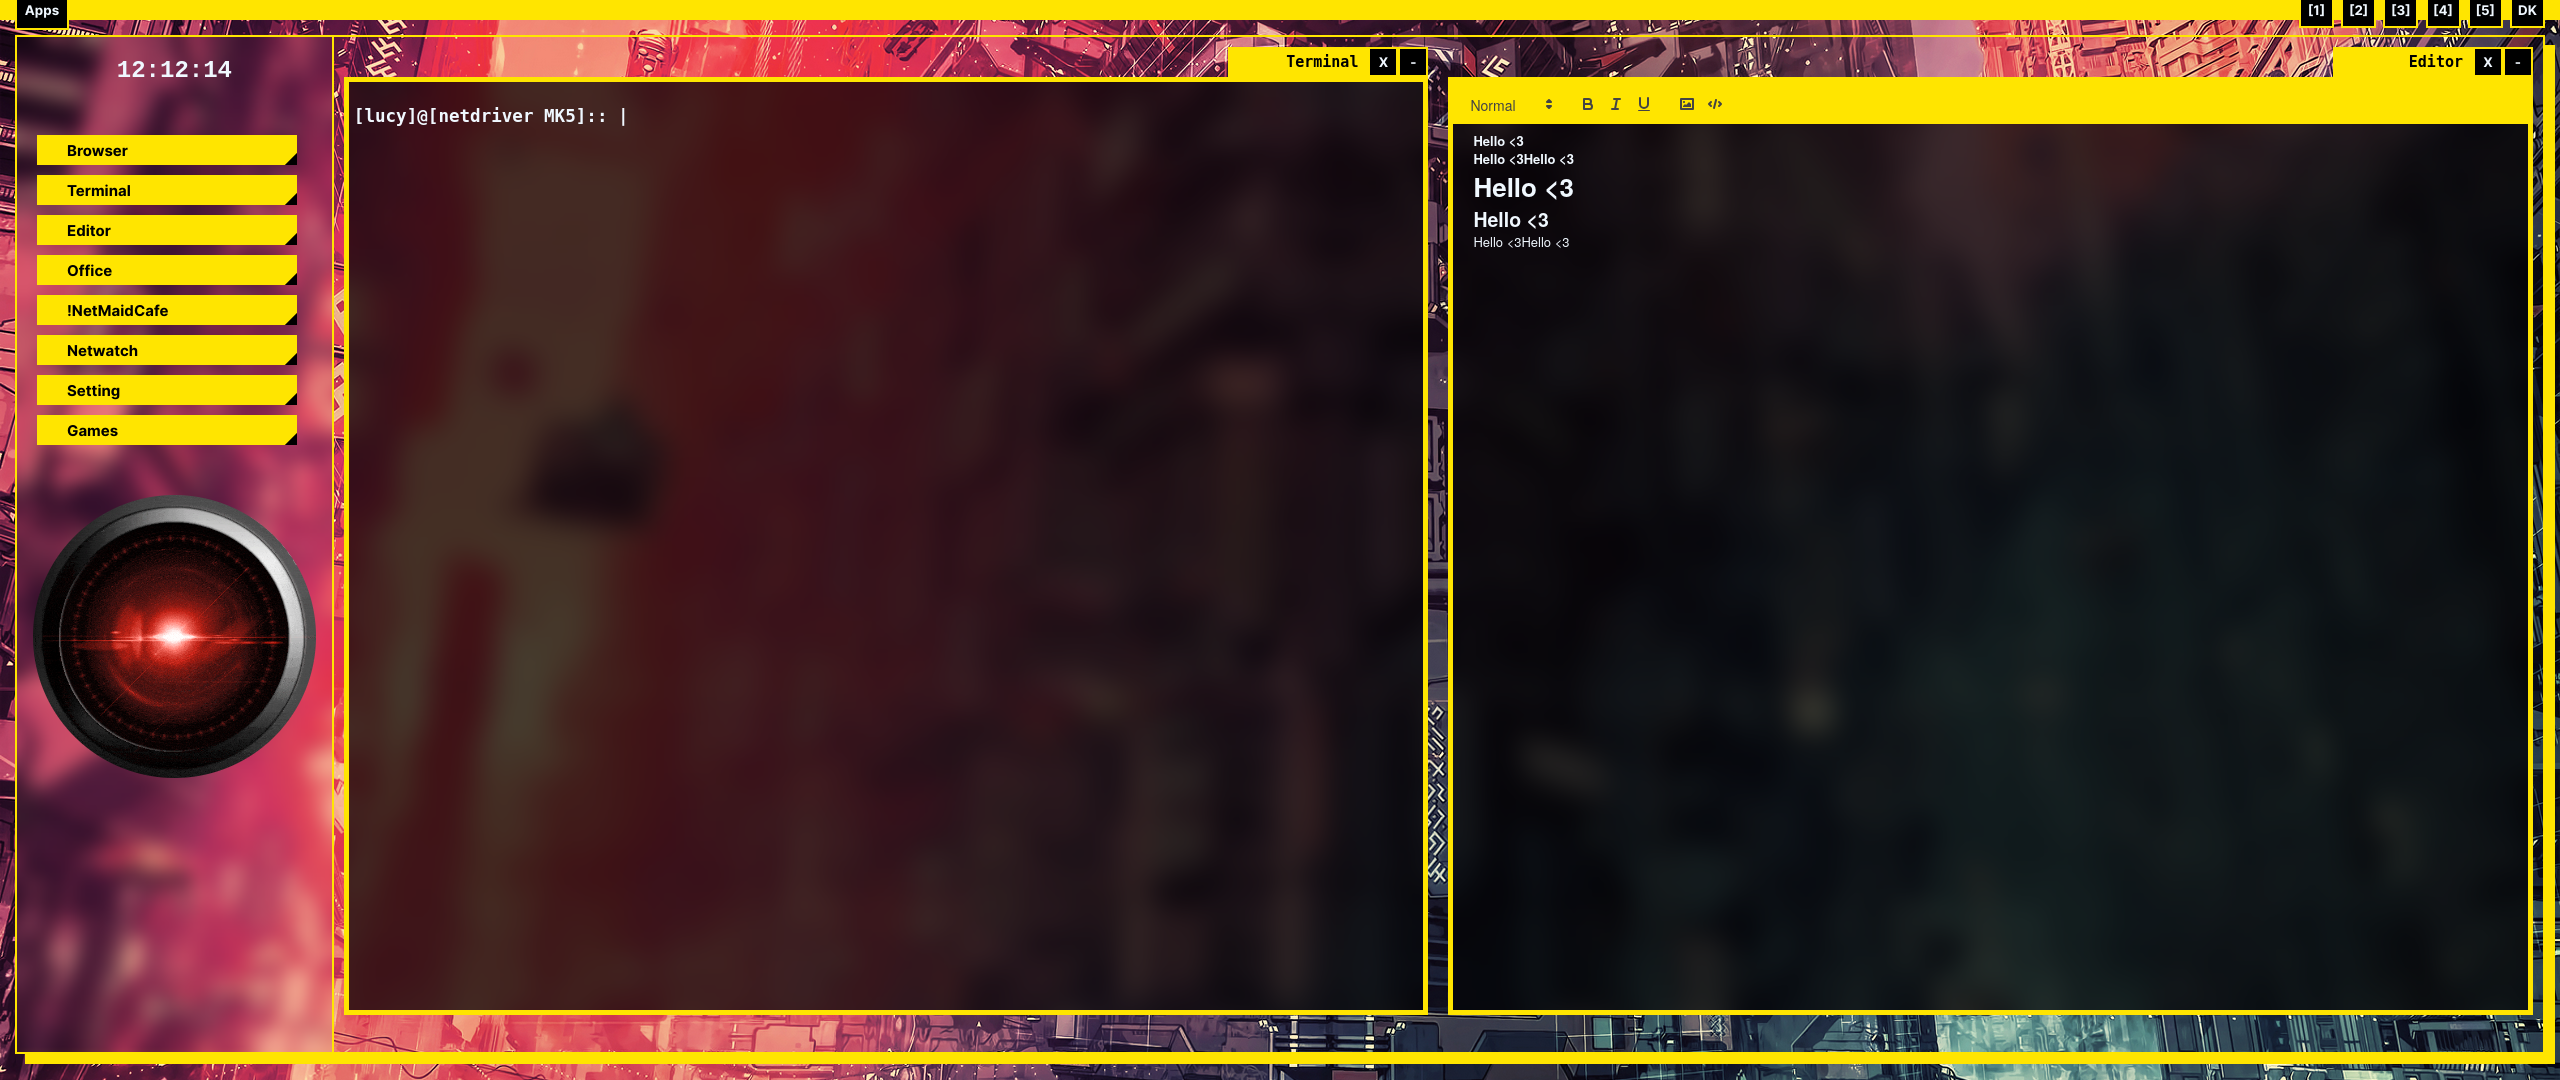 Apps
[1] [2] [3] [4] [5] DK
12:12:14
Browser
Terminal
Editor
Office
!NetMaidCafe
Netwatch
Setting
Games
Terminal X -
[lucy]@[netdriver MK5]:: |
Editor X -
Normal B I U
Hello <3
Hello <3Hello <3
Hello <3
Hello <3
Hello <3Hello <3